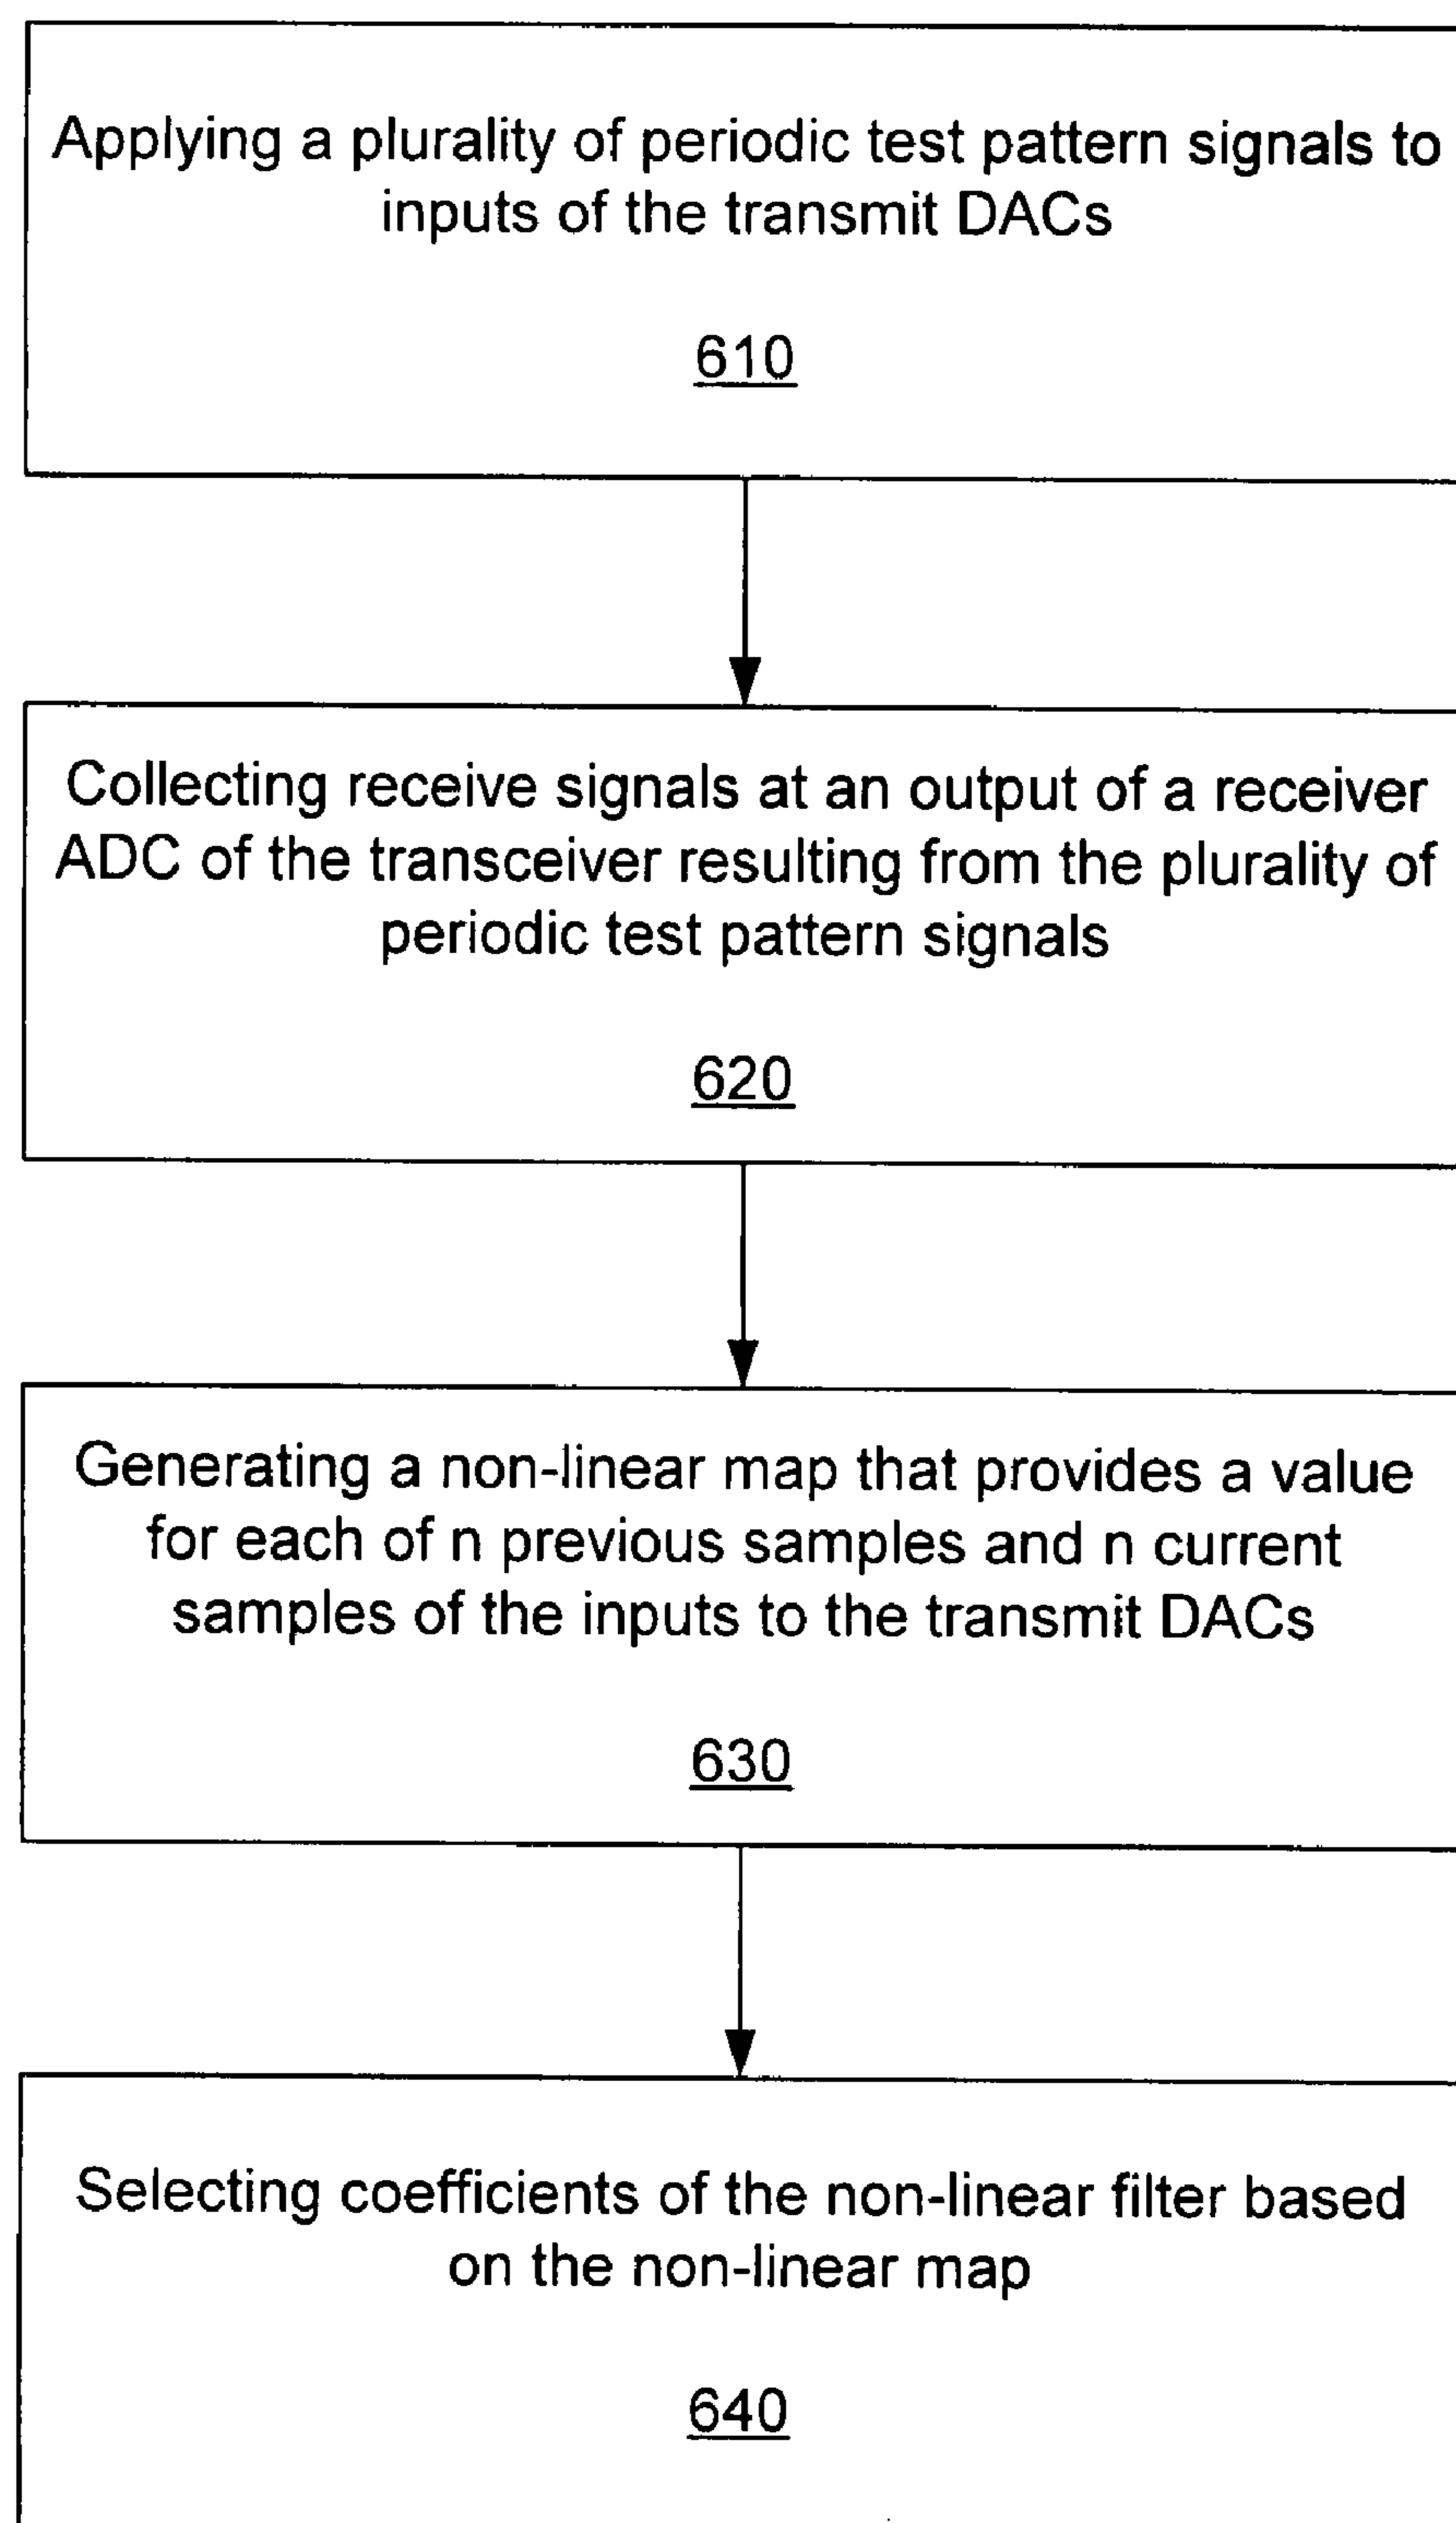 Applying a plurality of periodic test pattern signals to
inputs of the transmit DACs
610
Collecting receive signals at an output of a receiver
ADC of the transceiver resulting from the plurality of
periodic test pattern signals
620
Generating a non-linear map that provides a value
for each of n previous samples and n current
samples of the inputs to the transmit DACs
630
Selecting coefficients of the non-linear filter based
on the non-linear map
640